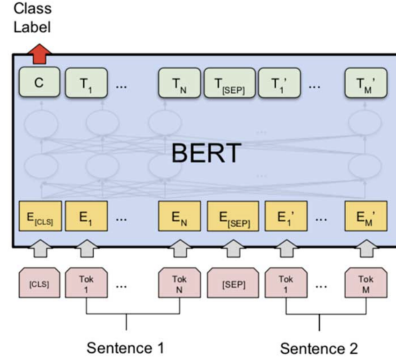 Class
Label
C T1 ... TN T[SEP] T1' ... TM'
...
BERT
...
E[CLS] E1 ... EN E[SEP] E1' ... EM'
[CLS] Tok 1 ... Tok N [SEP] Tok 1 ... Tok M
Sentence 1 Sentence 2